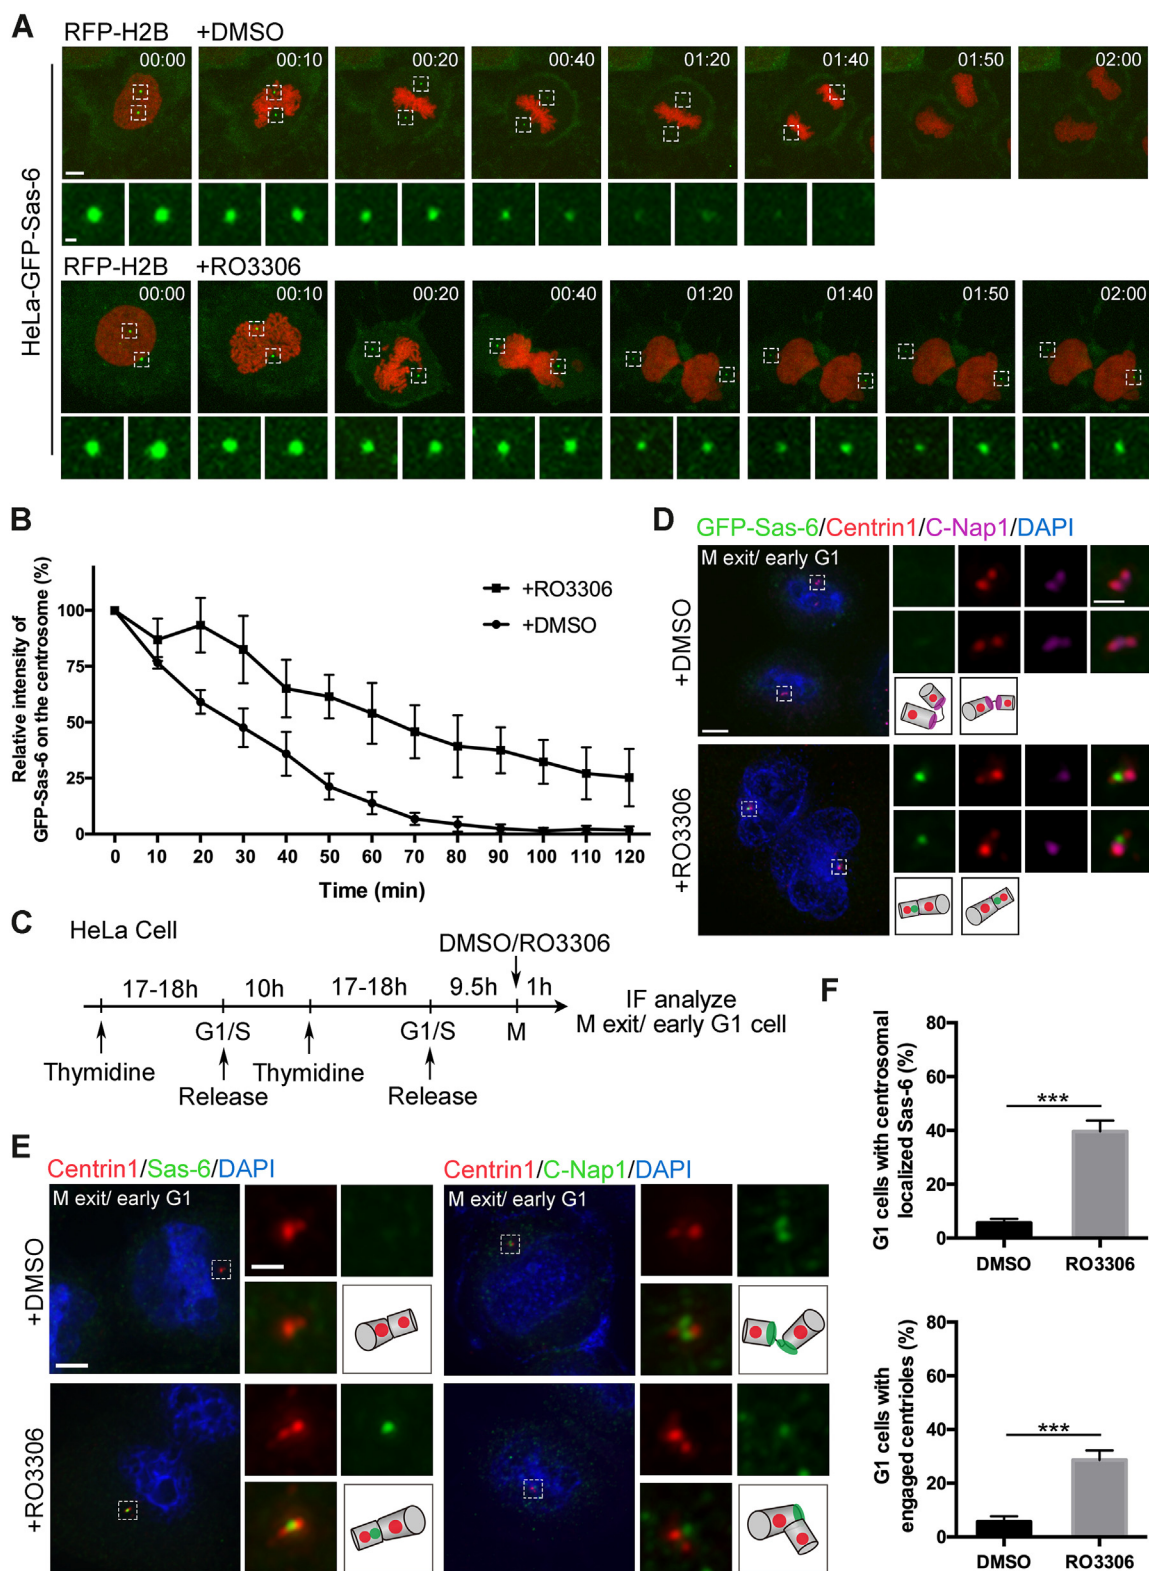 A
RFP-H2B +DMSO
00:00 00:10 00:20 00:40 01:20 01:40 01:50 02:00
HeLa-GFP-Sas-6
RFP-H2B +RO3306
00:00 00:10 00:20 00:40 01:20 01:40 01:50 02:00
B
Relative intensity of
GFP-Sas-6 on the centrosome (%)
100
75
50
25
0
+RO3306
+DMSO
0 10 20 30 40 50 60 70 80 90 100 110 120
Time (min)
C
HeLa Cell
DMSO/RO3306
17-18h 10h 17-18h 9.5h 1h
G1/S G1/S M
Thymidine Thymidine
Release Release
IF analyze
M exit/ early G1 cell
D
GFP-Sas-6/Centrin1/C-Nap1/DAPI
M exit/ early G1
+DMSO
+RO3306
E
Centrin1/Sas-6/DAPI
M exit/ early G1
+DMSO
+RO3306
Centrin1/C-Nap1/DAPI
M exit/ early G1
F
G1 cells with centrosomal
localized Sas-6 (%)
80
60
40
20
0
***
DMSO RO3306
G1 cells with
engaged centrioles (%)
80
60
40
20
0
***
DMSO RO3306